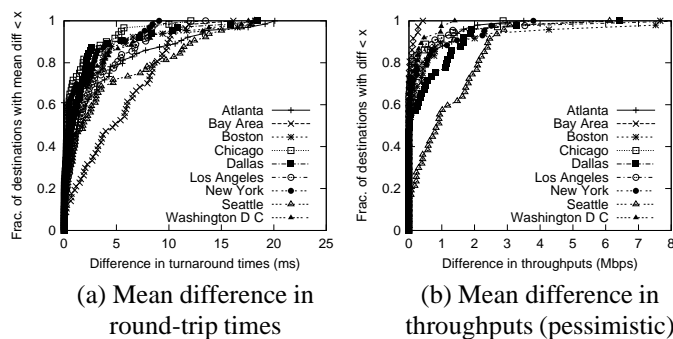 Frac. of destinations with mean diff < x
1
0.8
0.6
0.4
0.2
0
0 5 10 15 20 25
Atlanta
Bay Area
Boston
Chicago
Dallas
Los Angeles
New York
Seattle
Washington D C
Difference in turnaround times (ms)
(a) Mean difference in
round-trip times
Frac. of destinations with diff < x
1
0.8
0.6
0.4
0.2
0
0 1 2 3 4 5 6 7 8
Atlanta
Bay Area
Boston
Chicago
Dallas
Los Angeles
New York
Seattle
Washington D C
Difference in throughputs (Mbps)
(b) Mean difference in
throughputs (pessimistic)